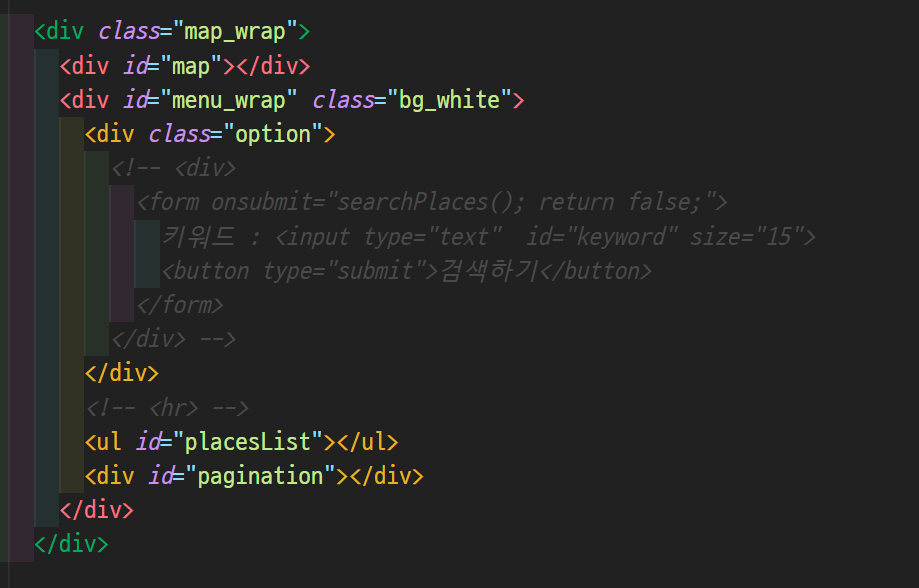 <div class="map_wrap">
<div id="map"></div>
<div id="menu_wrap" class="bg_white">
<div class="option">
<!-- <div>
<form onsubmit="searchPlaces(); return false;">
키워드 : <input type="text"  id="keyword" size="15">
<button type="submit">검색하기</button>
</form>
</div> -->
</div>
<!-- <hr> -->
<ul id="placesList"></ul>
<div id="pagination"></div>
</div>
</div>